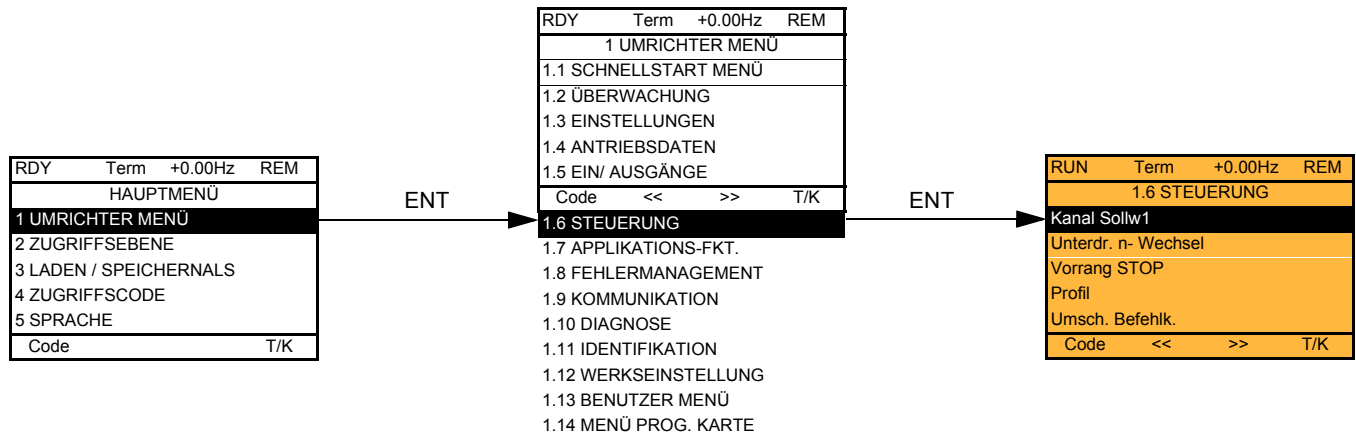 RDY Term +0.00Hz REM
HAUPTMENÜ
1 UMRICHTER MENÜ
2 ZUGRIFFSEBENE
3 LADEN / SPEICHERNALS
4 ZUGRIFFSCODE
5 SPRACHE
Code T/K
ENT
RDY Term +0.00Hz REM
1 UMRICHTER MENÜ
1.1 SCHNELLSTART MENÜ
1.2 ÜBERWACHUNG
1.3 EINSTELLUNGEN
1.4 ANTRIEBSDATEN
1.5 EIN/ AUSGÄNGE
Code << >> T/K
1.6 STEUERUNG
1.7 APPLIKATIONS-FKT.
1.8 FEHLERMANAGEMENT
1.9 KOMMUNIKATION
1.10 DIAGNOSE
1.11 IDENTIFIKATION
1.12 WERKSEINSTELLUNG
1.13 BENUTZER MENÜ
1.14 MENÜ PROG. KARTE
ENT
RUN Term +0.00Hz REM
1.6 STEUERUNG
Kanal Sollw1
Unterdr. n- Wechsel
Vorrang STOP
Profil
Umsch. Befehlk.
Code << >> T/K